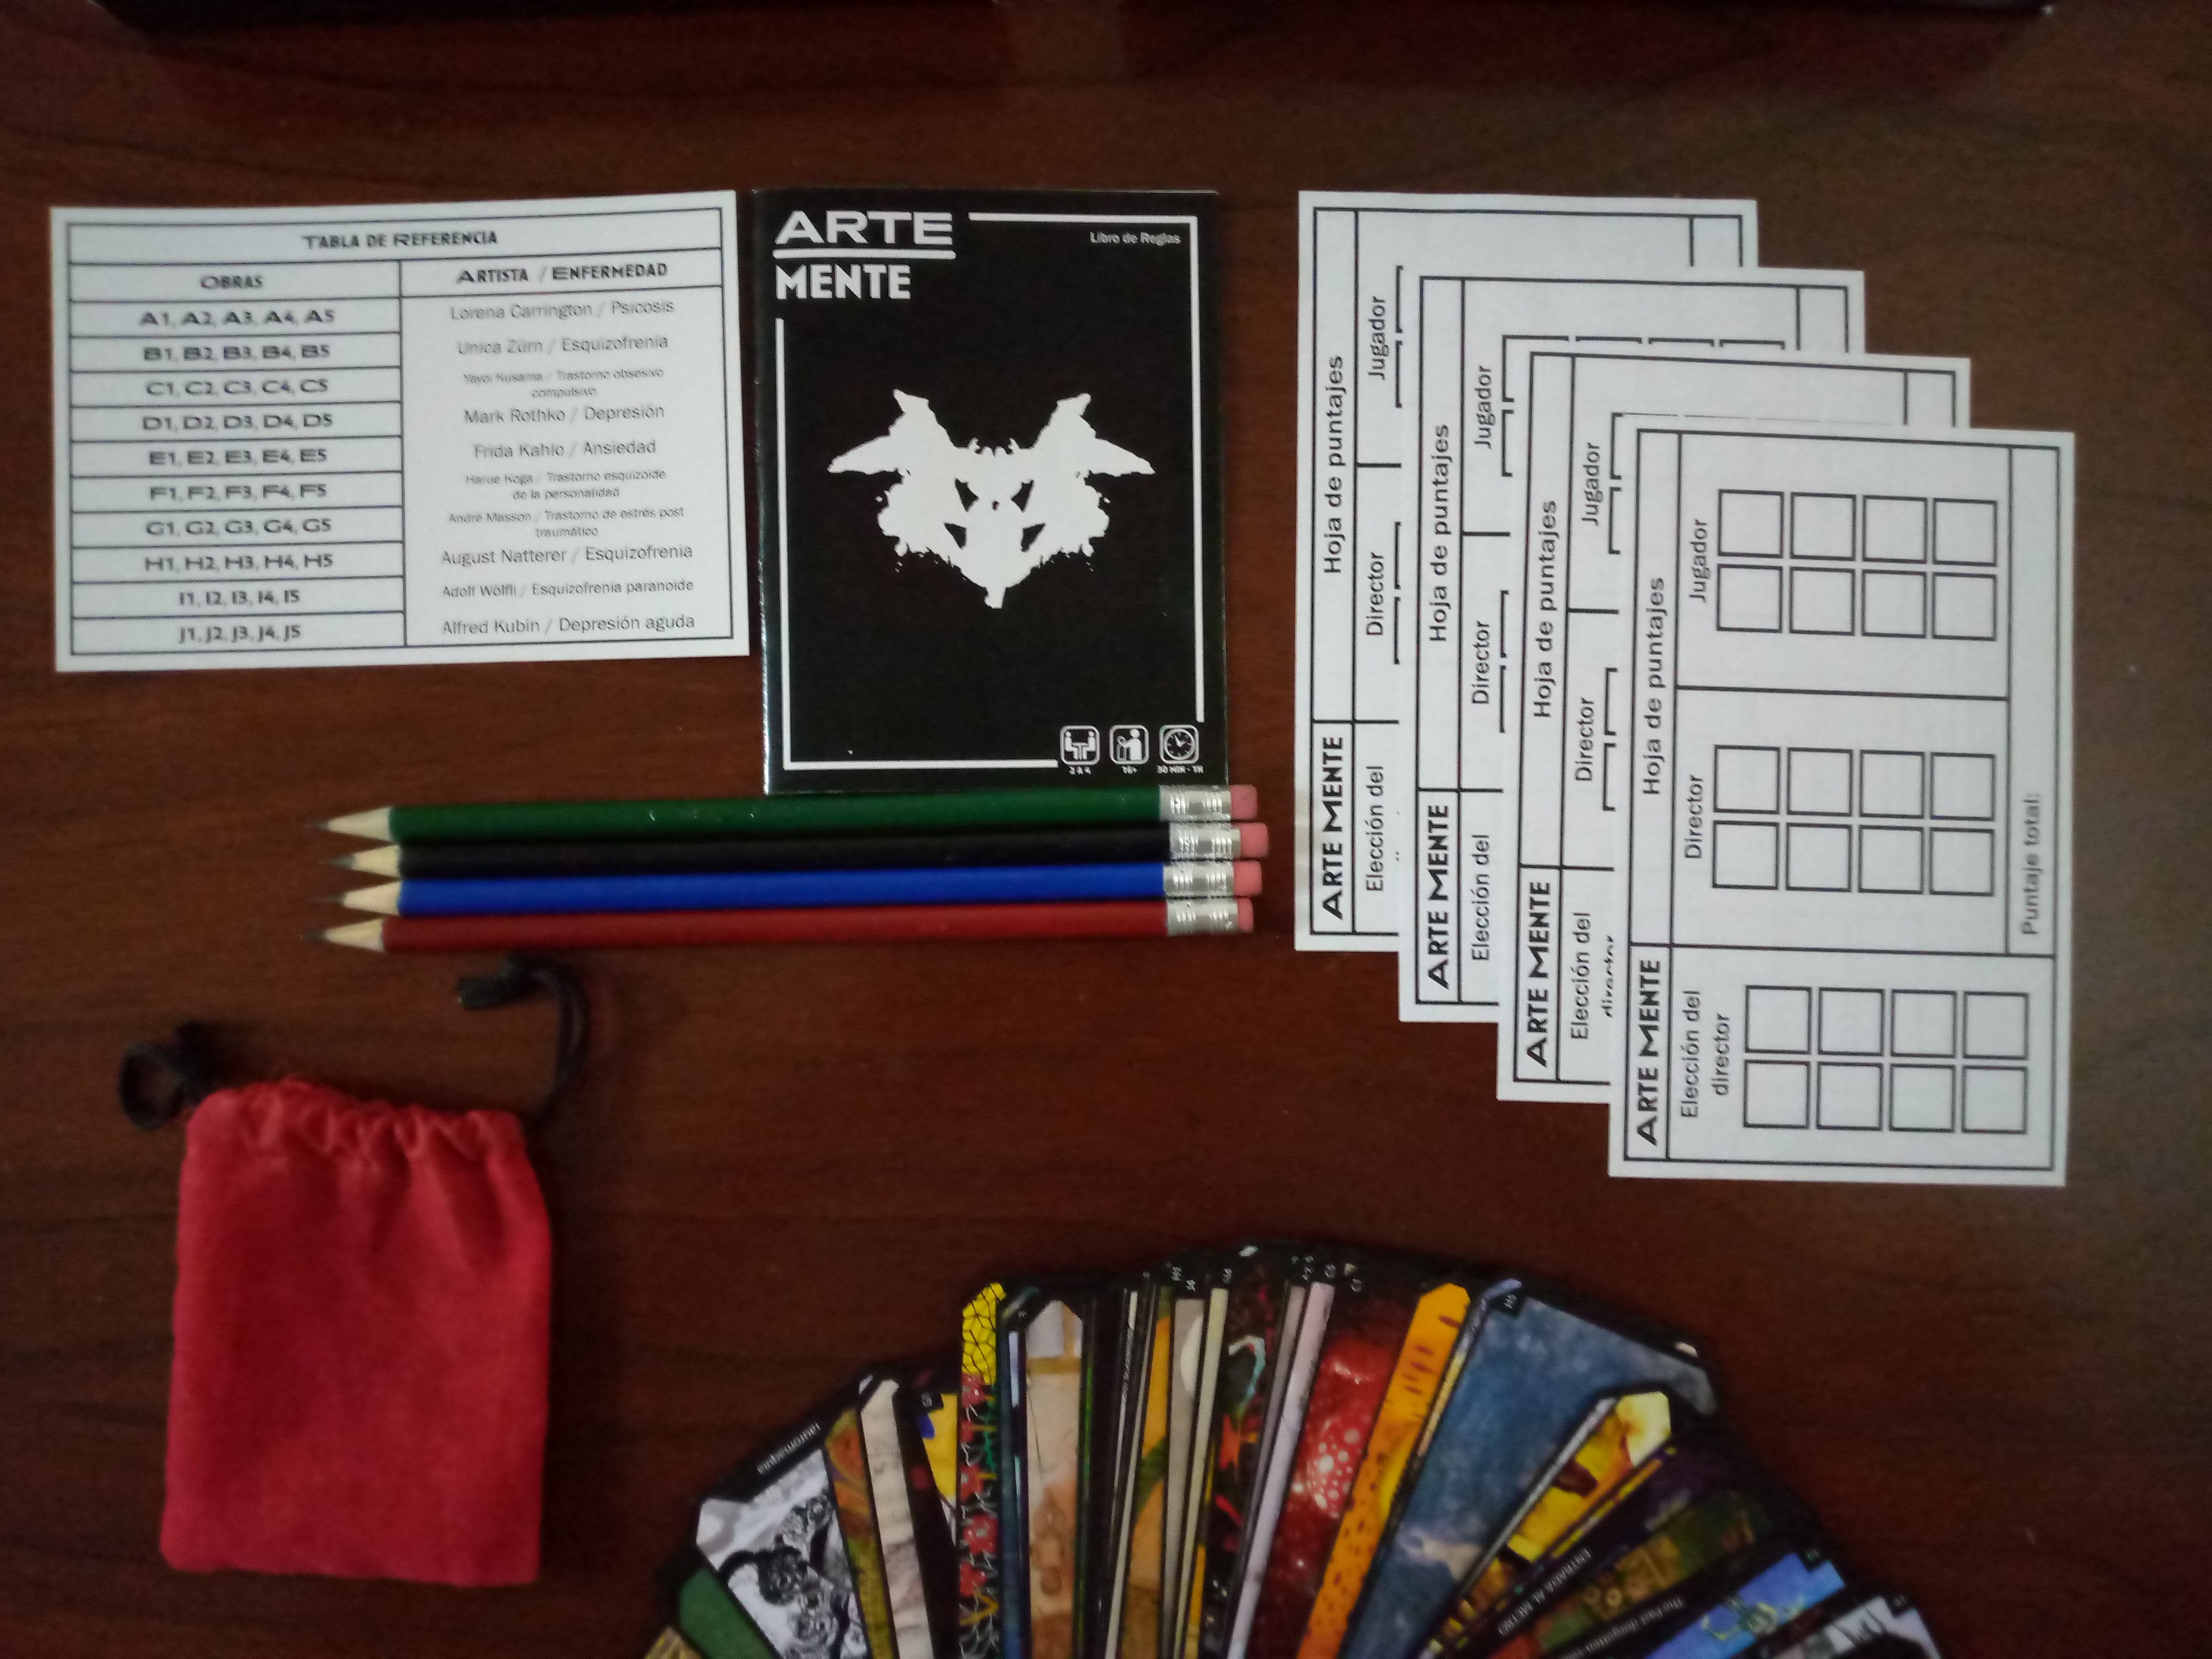 TABLA DE REFERENCIA
OBRAS
ARTISTA / ENFERMEDAD
A1, A2, A3, A4, A5
Lorena Carrington / Psicosis
B1, B2, B3, B4, B5
Unica Zürn / Esquizofrenia
C1, C2, C3, C4, C5
Yayoi Kusama / Trastorno obsesivo
compulsivo
D1, D2, D3, D4, D5
Mark Rothko / Depresión
E1, E2, E3, E4, E5
Frida Kahlo / Ansiedad
F1, F2, F3, F4, F5
Harue Koga / Trastorno esquizoide
de la personalidad
G1, G2, G3, G4, G5
André Masson / Trastorno de estrés post
traumático
H1, H2, H3, H4, H5
August Natterer / Esquizofrenia
I1, I2, I3, I4, I5
Adolf Wölfli / Esquizofrenia paranoide
J1, J2, J3, J4, J5
Alfred Kubin / Depresión aguda
ARTE
MENTE
Libro de Reglas
2 a 4
16+
30 MIN - 1H
ARTE MENTE
Hoja de puntajes
Elección del
Director
Jugador
ARTE MENTE
Hoja de puntajes
Elección del
Director
Jugador
ARTE MENTE
Hoja de puntajes
Elección del
director
Director
Jugador
ARTE MENTE
Hoja de puntajes
Elección del
director
Director
Jugador
Puntaje total:
ENTRADA AL METRO